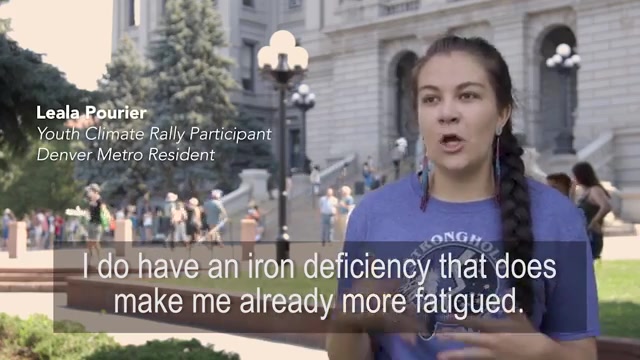 Leala Pourier
Youth Climate Rally Participant
Denver Metro Resident
I do have an iron deficiency that does
make me already more fatigued.